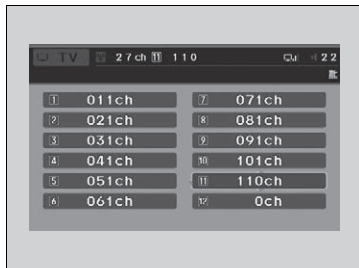 TV 27ch 11 110 22
1 011ch 7 071ch
2 021ch 8 081ch
3 031ch 9 091ch
4 041ch 10 101ch
5 051ch 11 110ch
6 061ch 12 0ch